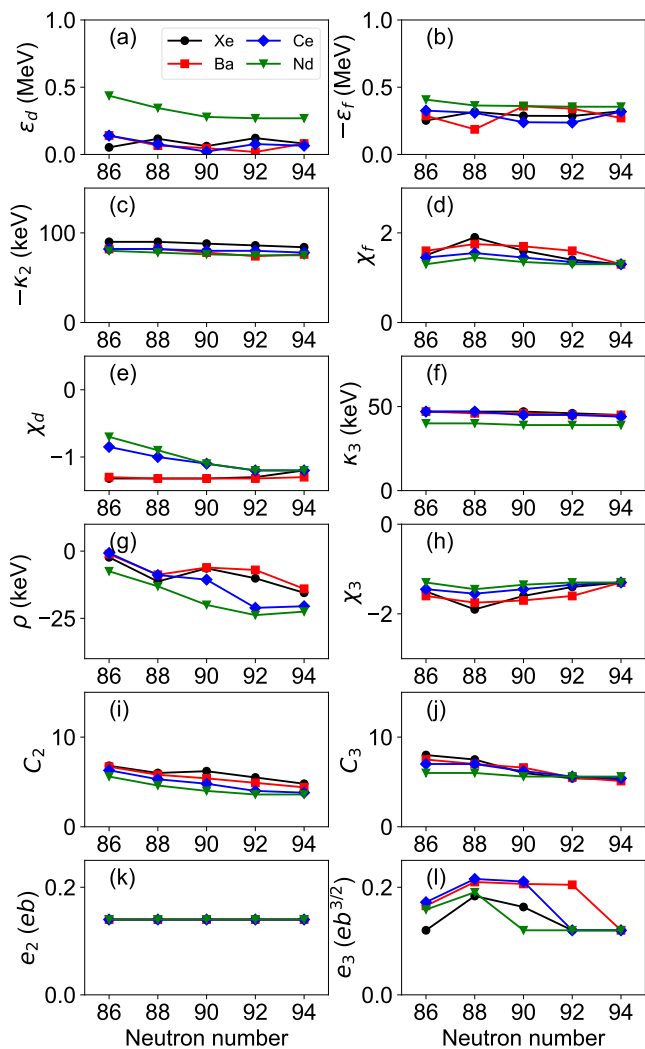 (a)
Xe
Ba
Ce
Nd
ε_d (MeV)
1.0
0.5
0.0
86 88 90 92 94
(b)
−ε_f (MeV)
1.0
0.5
0.0
86 88 90 92 94
(c)
−κ_2 (keV)
100
0
86 88 90 92 94
(d)
χ_f
2
0
86 88 90 92 94
(e)
χ_d
0
−1
86 88 90 92 94
(f)
κ_3 (keV)
50
0
86 88 90 92 94
(g)
ρ (keV)
0
−25
86 88 90 92 94
(h)
χ_3
0
−2
86 88 90 92 94
(i)
C_2
10
0
86 88 90 92 94
(j)
C_3
10
0
86 88 90 92 94
(k)
e_2 (eb)
0.2
0.0
86 88 90 92 94
Neutron number
(l)
e_3 (eb^{3/2})
0.2
0.0
86 88 90 92 94
Neutron number